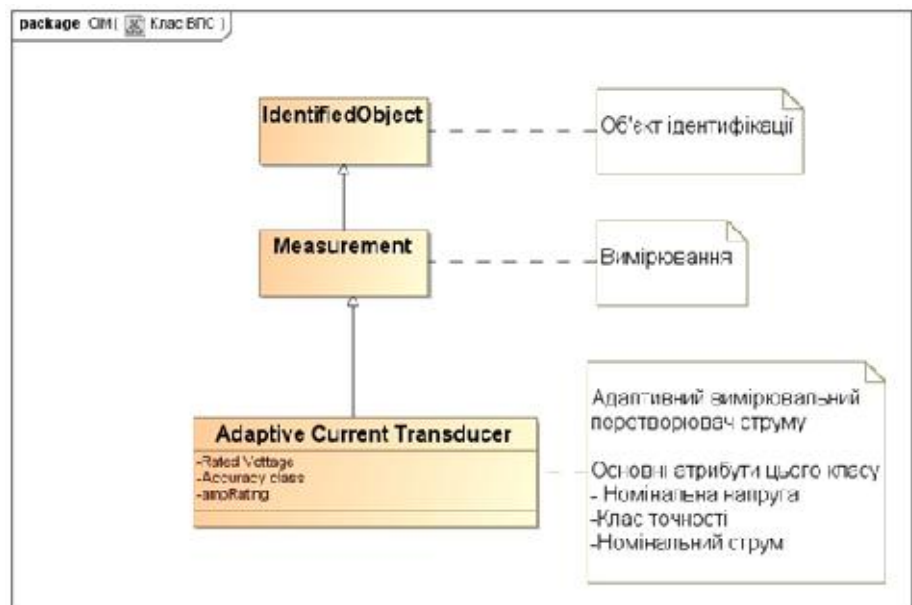 package CIM( Клас ВПС )
IdentifiedObject
Об'єкт ідентифікації
Measurement
Вимірювання
Adaptive Current Transducer
-Rated Vottage
-Accuracy class
-ampRating
Адаптивний вимірювальний
перетворювач струму
Основні атрибути цього класу
- Номінальна напруга
-Клас точності
-Номінальний струм